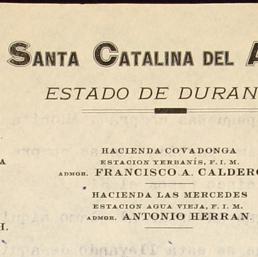 SANTA CATALINA DEL A
ESTADO DE DURAN
HACIENDA COVADONGA
ESTACION YERBANÍS, F. I. M.
A
ADMOR. FRANCISCO A. CALDERO
HACIENDA LAS MERCEDES
ESTACION AGUA VIEJA, F. I. M.
ADMOR. ANTONIO HERRAN.
H.